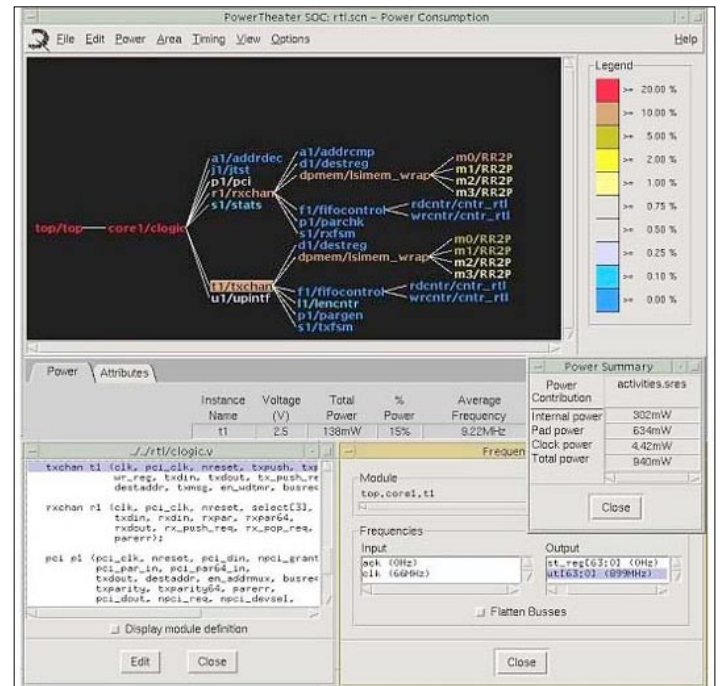 PowerTheater SOC: rtl.scn – Power Consumption
File Edit Power Area Timing View Options Help
Legend
>= 20.00 %
>= 10.00 %
>= 5.00 %
>= 2.00 %
>= 1.00 %
>= 0.75 %
>= 0.50 %
>= 0.25 %
>= 0.10 %
>= 0.00 %
top/top
core1/clogic
a1/addrdec
j1/jtst
p1/pci
r1/rxchan
s1/stats
t1/txchan
u1/upintf
a1/addrcmp
d1/destreg
dpmem/lsimem_wrap
f1/fifocontrol
p1/parchk
s1/rxfsm
m0/RR2P
m1/RR2P
m2/RR2P
m3/RR2P
rdcntr/cntr_rtl
wrcntr/cntr_rtl
d1/destreg
dpmem/lsimem_wrap
f1/fifocontrol
l1/lencntr
p1/pargen
s1/txfsm
m0/RR2P
m1/RR2P
m2/RR2P
m3/RR2P
rdcntr/cntr_rtl
wrcntr/cntr_rtl
Power Attributes
Instance Name Voltage (V) Total Power % Power Average Frequency
t1 2.5 138mW 15% 9.22MHz
Power Summary
Power Contribution activities.sres
Internal power 302mW
Pad power 634mW
Clock power 4.42mW
Total power 940mW
Close
../../rtl/clogic.v
txchan t1 (clk, pci_clk, nreset, txpush,
wr_reg, txdin, txdout, tx_push_re
destaddr, txmsg, en_wdtmr, busres
rxchan r1 (clk, pci_clk, nreset, select[3],
txdin, rxdin, rxpar, rxpar64,
rxdout, rx_push_req, rx_pop_req,
parerr);
pci p1 (pci_clk, nreset, pci_din, npci_grant
pci_par_in, pci_par64_in,
txdout, destaddr, en_addrmux, busres
txparity, txparity64, parerr,
pci_dout, npci_req, npci_devsel,
Display module definition
Edit Close
Frequen
Module
top.core1.t1
Frequencies
Input
ack (0Hz)
clk (66MHz)
Output
st_reg[63:0] (0Hz)
ut[63:0] (899MHz)
Flatten Busses
Close